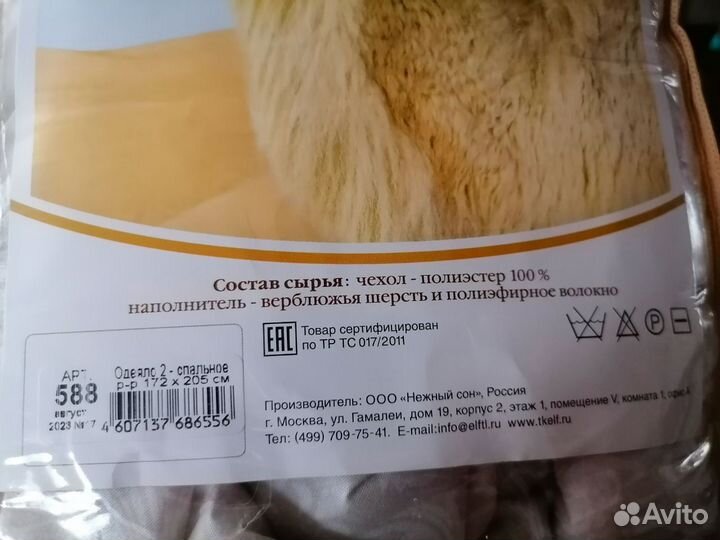 Состав сырья: чехол - полиэстер 100 %
наполнитель - верблюжья шерсть и полиэфирное волокно
EAC
Товар сертифицирован
по ТР ТС 017/2011
АРТ.
588
август
2023 №17
Одеяло 2 - спальное
р-р 172 x 205 см
4 607137 686556
Производитель: ООО «Нежный сон», Россия
г. Москва, ул. Гамалеи, дом 19, корпус 2, этаж 1, помещение V, комната 1, офис А
Тел: (499) 709-75-41. E-mail:info@elfti.ru, www.tkelf.ru
P
Avito